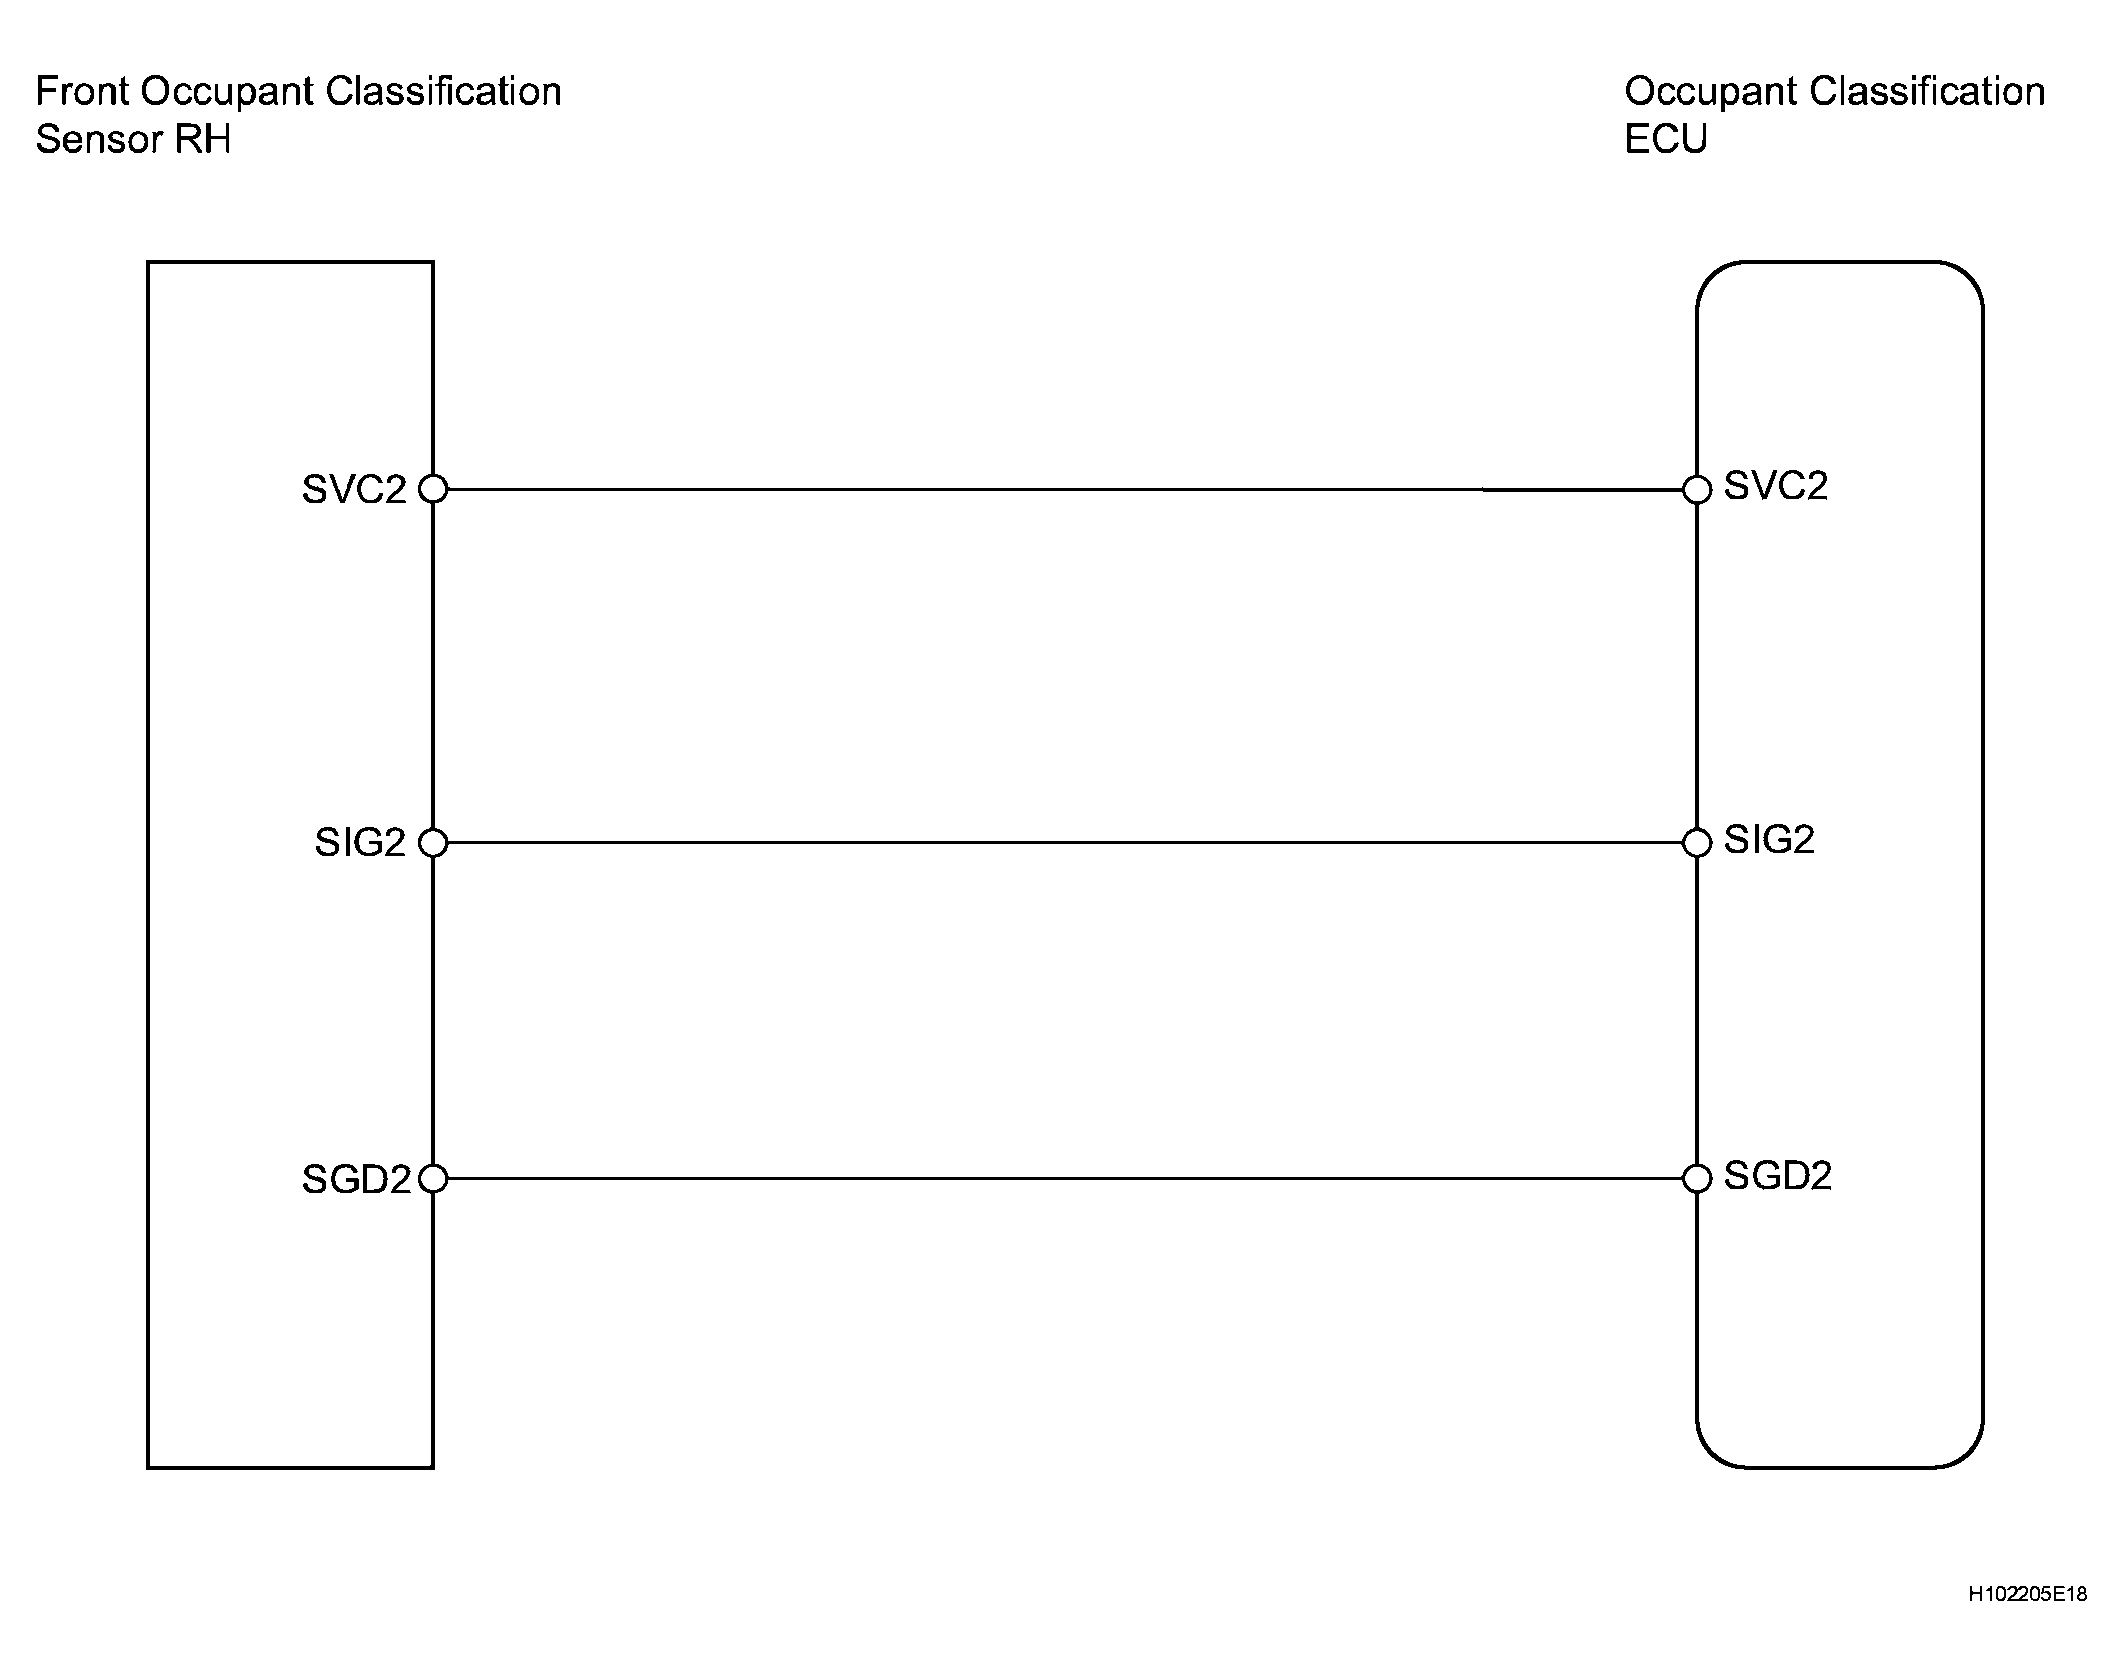 Front Occupant Classification
Sensor RH
Occupant Classification
ECU
SVC2
SVC2
SIG2
SIG2
SGD2
SGD2
H102205E18